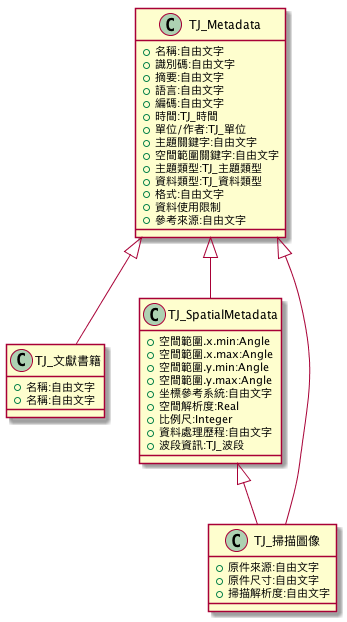 C TJ_Metadata
名稱:自由文字
識別碼:自由文字
摘要:自由文字
語言:自由文字
編碼:自由文字
時間:TJ_時間
單位/作者:TJ_單位
主題關鍵字:自由文字
空間範圍關鍵字:自由文字
主題類型:TJ_主題類型
資料類型:TJ_資料類型
格式:自由文字
資料使用限制
參考來源:自由文字
C TJ_文獻書籍
名稱:自由文字
名稱:自由文字
C TJ_SpatialMetadata
空間範圍.x.min:Angle
空間範圍.x.max:Angle
空間範圍.y.min:Angle
空間範圍.y.max:Angle
坐標參考系統:自由文字
空間解析度:Real
比例尺:Integer
資料處理歷程:自由文字
波段資訊:TJ_波段
C TJ_掃描圖像
原件來源:自由文字
原件尺寸:自由文字
掃描解析度:自由文字